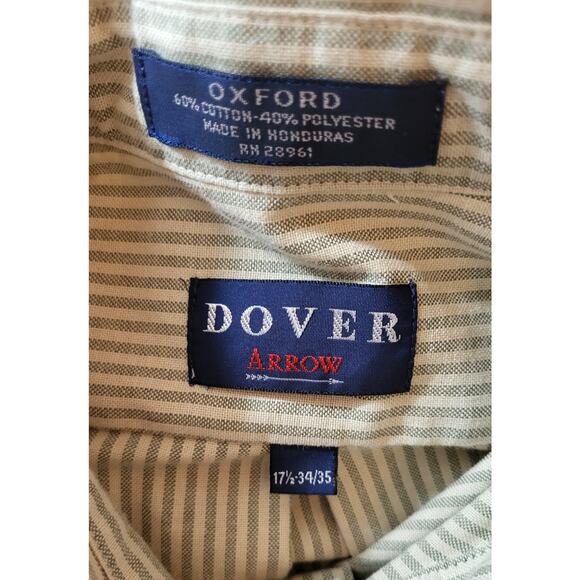 OXFORD
60% COTTON-40% POLYESTER
MADE IN HONDURAS
RN 28961
DOVER
ARROW
17½-34/35